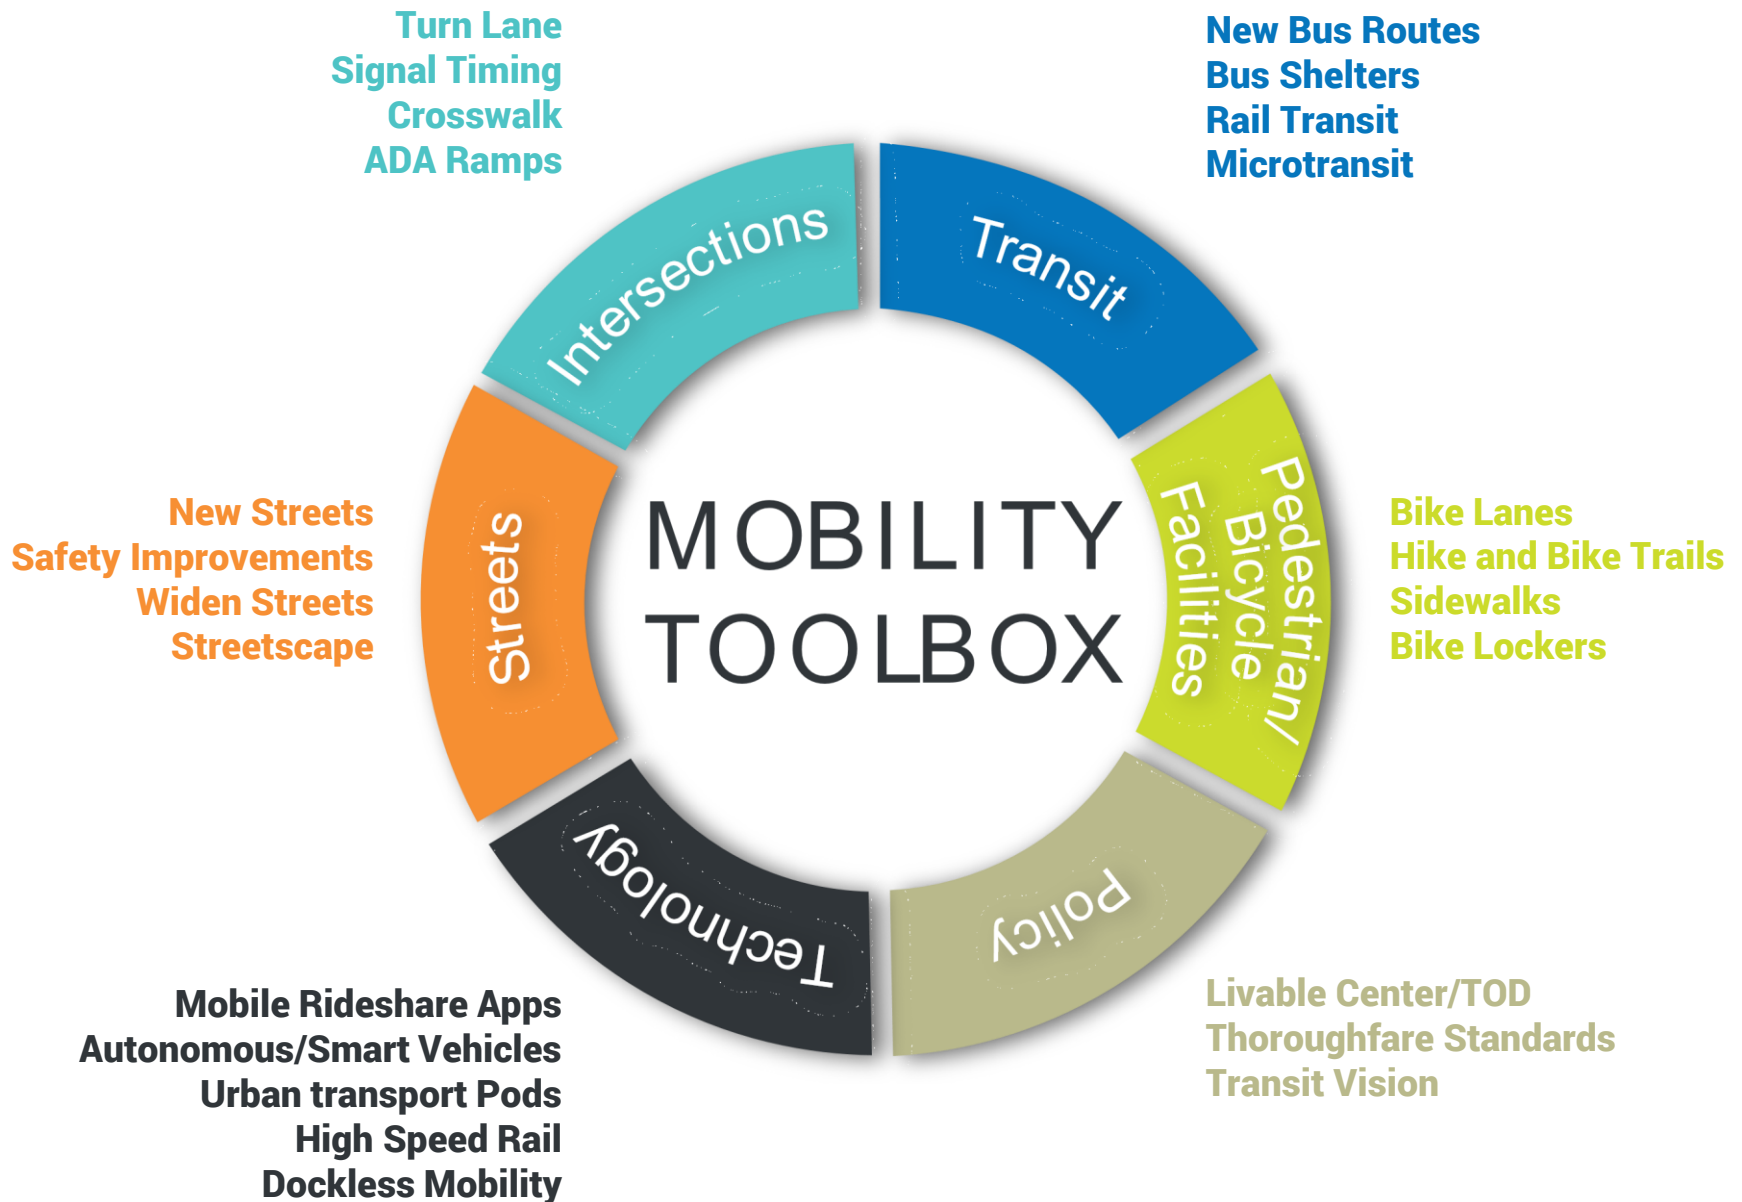 Turn Lane
Signal Timing
Crosswalk
ADA Ramps
New Bus Routes
Bus Shelters
Rail Transit
Microtransit
Intersections
Transit
New Streets
Safety Improvements
Widen Streets
Streetscape
Streets
MOBILITY
TOOLBOX
Pedestrian/
Bicycle
Facilities
Bike Lanes
Hike and Bike Trails
Sidewalks
Bike Lockers
Technology
Policy
Mobile Rideshare Apps
Autonomous/Smart Vehicles
Urban transport Pods
High Speed Rail
Dockless Mobility
Livable Center/TOD
Thoroughfare Standards
Transit Vision